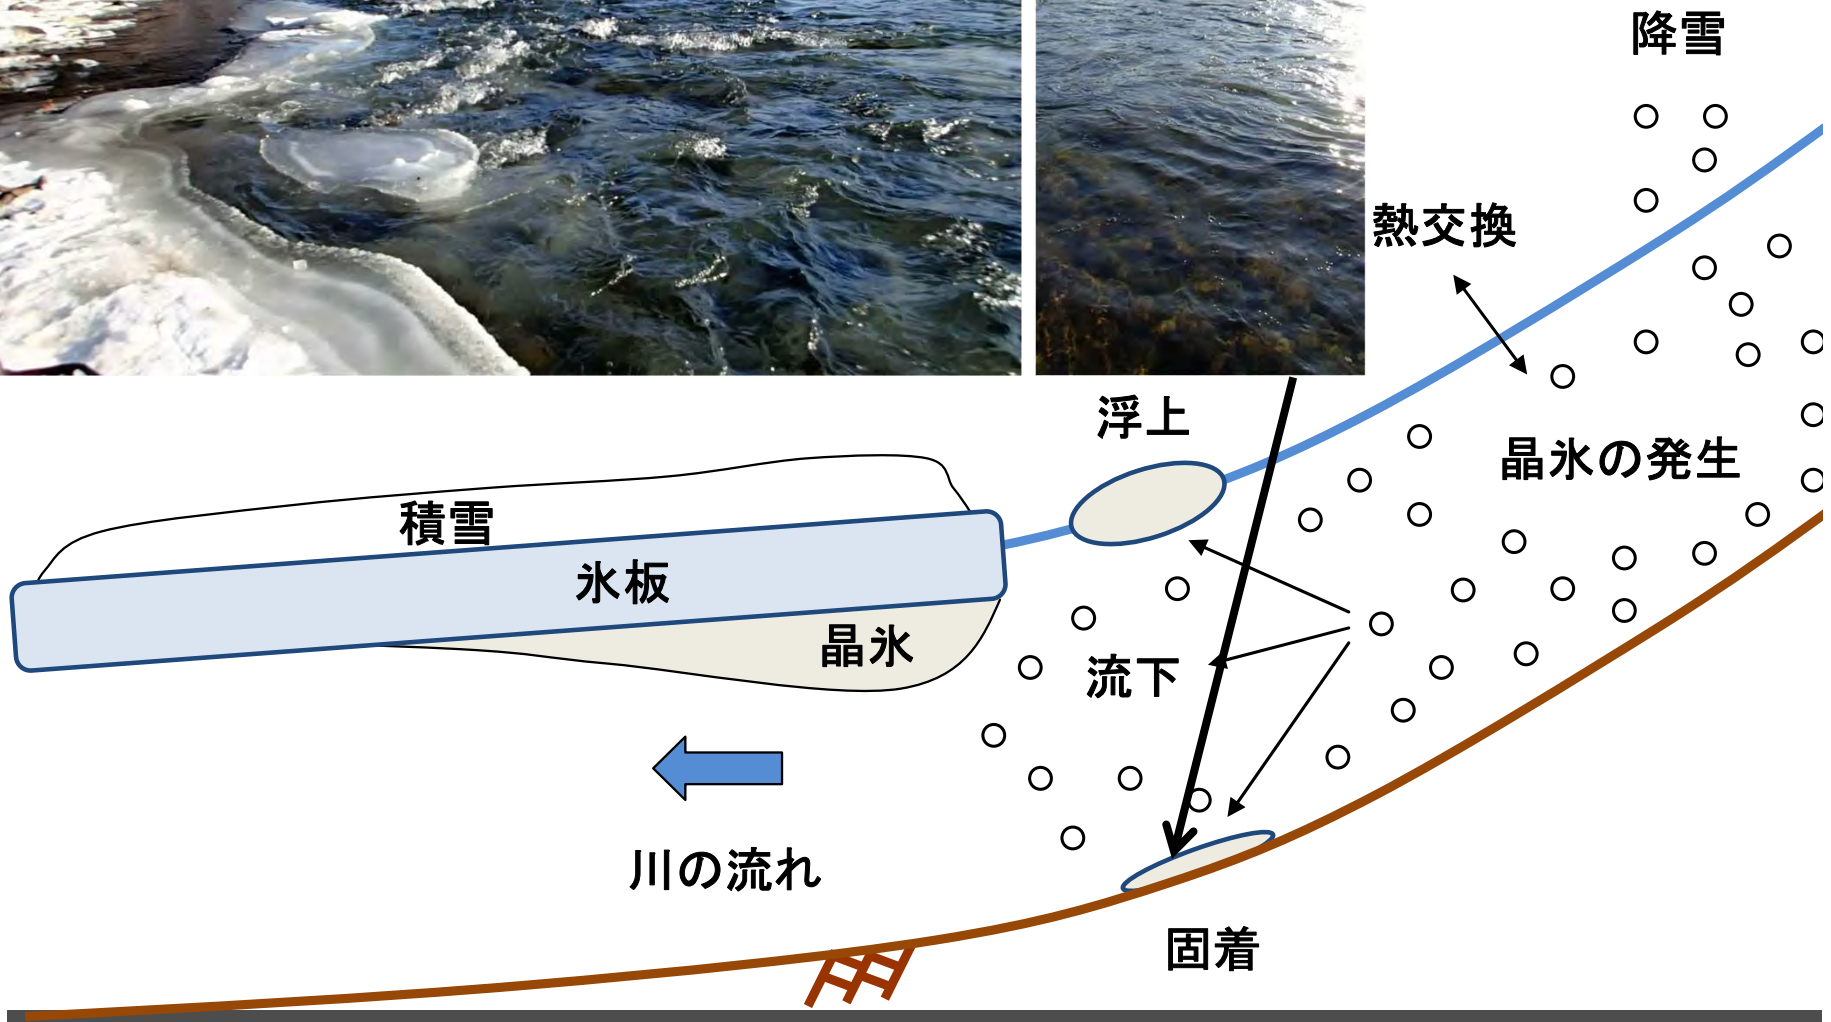 降雪
熱交換
浮上
晶氷の発生
積雪
氷板
晶氷
流下
川の流れ
固着